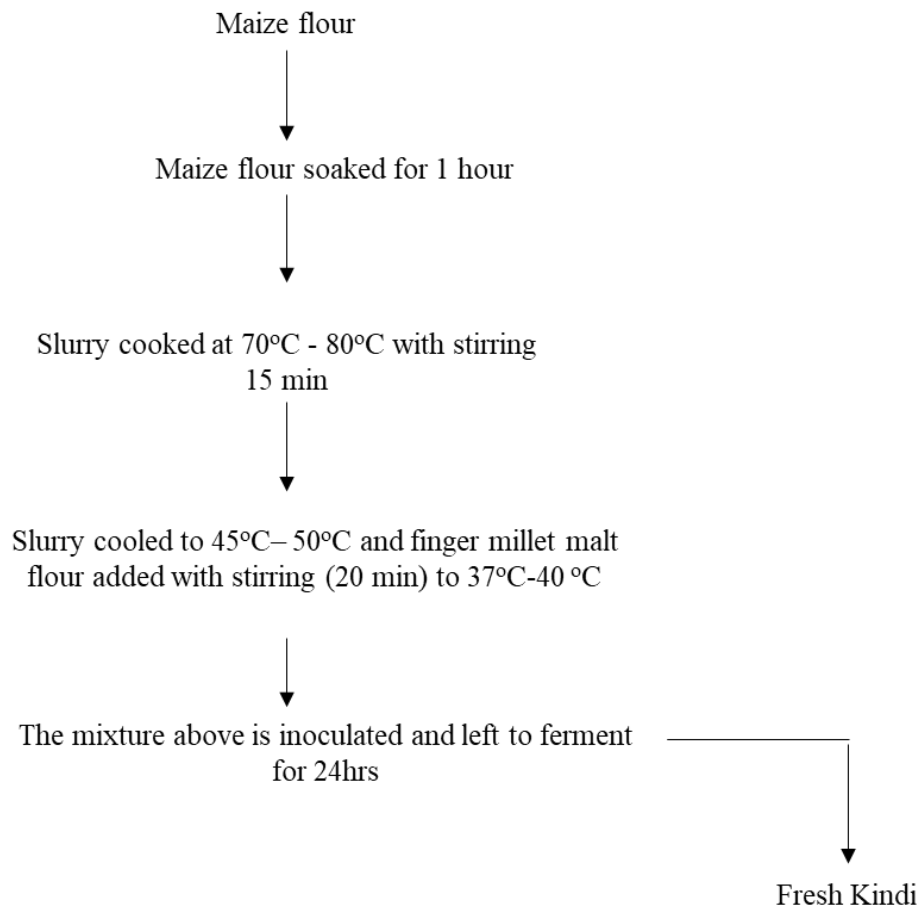 Maize flour
Maize flour soaked for 1 hour
Slurry cooked at 70°C - 80°C with stirring
15 min
Slurry cooled to 45°C– 50°C and finger millet malt
flour added with stirring (20 min) to 37°C-40 °C
The mixture above is inoculated and left to ferment
for 24hrs
Fresh Kindi